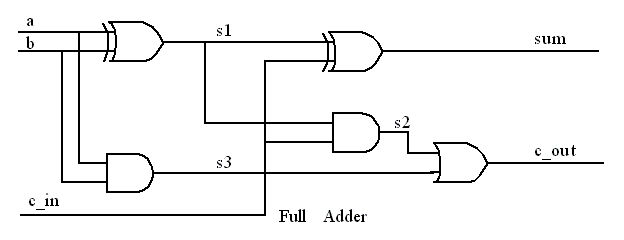 a
b
s1
sum
s2
c_out
s3
c_in
Full Adder